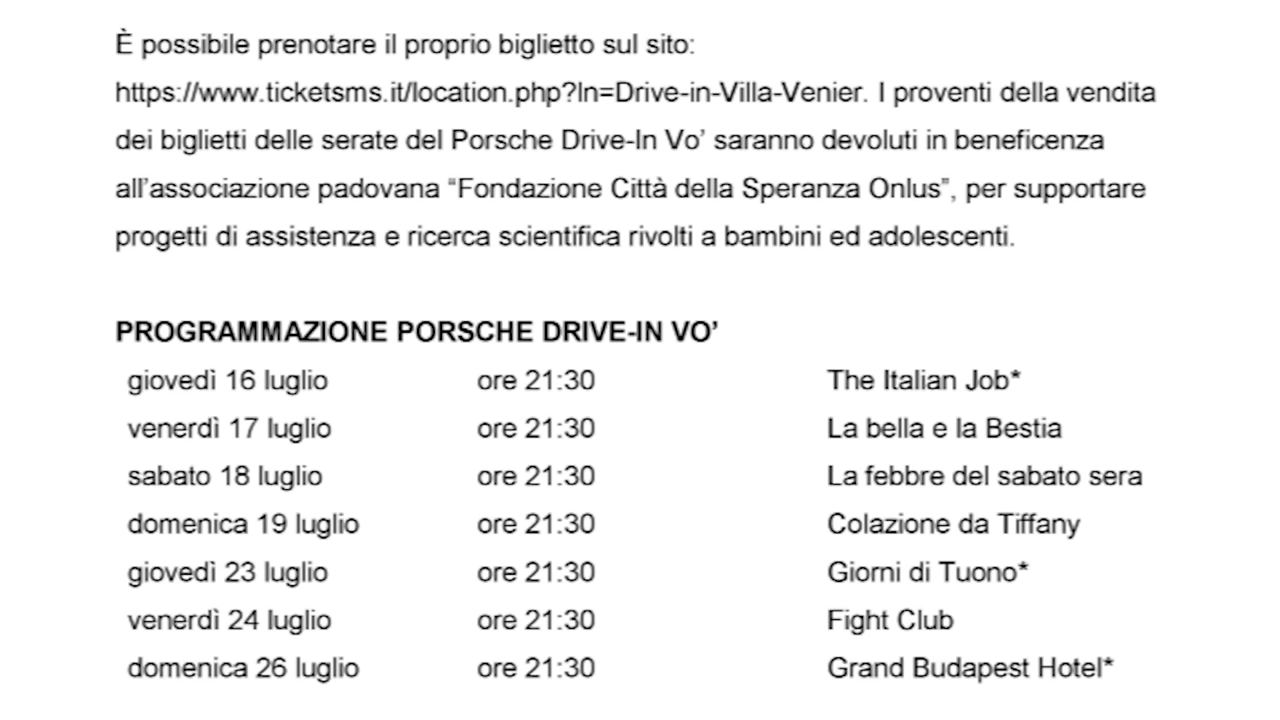 È possibile prenotare il proprio biglietto sul sito:
https://www.ticketsms.it/location.php?ln=Drive-in-Villa-Venier. I proventi della vendita
dei biglietti delle serate del Porsche Drive-In Vo’ saranno devoluti in beneficenza
all’associazione padovana “Fondazione Città della Speranza Onlus”, per supportare
progetti di assistenza e ricerca scientifica rivolti a bambini ed adolescenti.
PROGRAMMAZIONE PORSCHE DRIVE-IN VO’
giovedì 16 luglio ore 21:30 The Italian Job*
venerdì 17 luglio ore 21:30 La bella e la Bestia
sabato 18 luglio ore 21:30 La febbre del sabato sera
domenica 19 luglio ore 21:30 Colazione da Tiffany
giovedì 23 luglio ore 21:30 Giorni di Tuono*
venerdì 24 luglio ore 21:30 Fight Club
domenica 26 luglio ore 21:30 Grand Budapest Hotel*